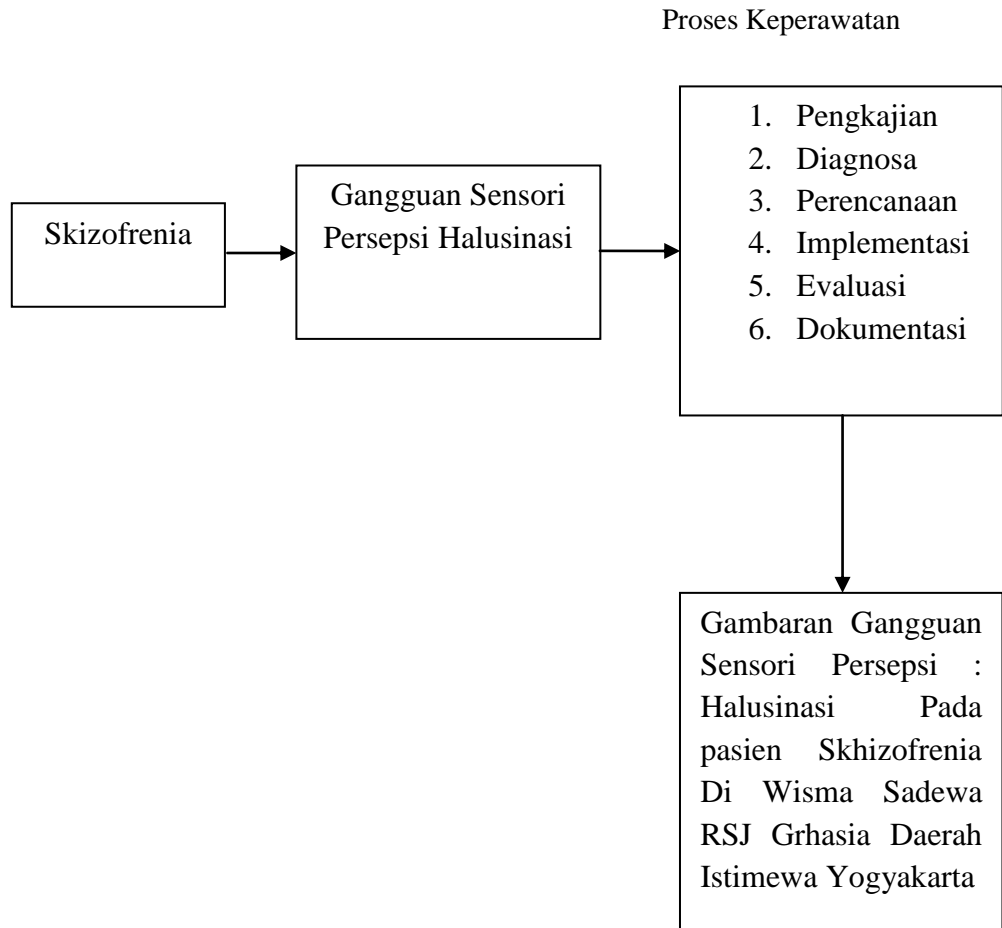 Proses Keperawatan
Skizofrenia
Gangguan Sensori
Persepsi Halusinasi
1. Pengkajian
2. Diagnosa
3. Perencanaan
4. Implementasi
5. Evaluasi
6. Dokumentasi
Gambaran Gangguan
Sensori Persepsi :
Halusinasi Pada
pasien Skhizofrenia
Di Wisma Sadewa
RSJ Grhasia Daerah
Istimewa Yogyakarta